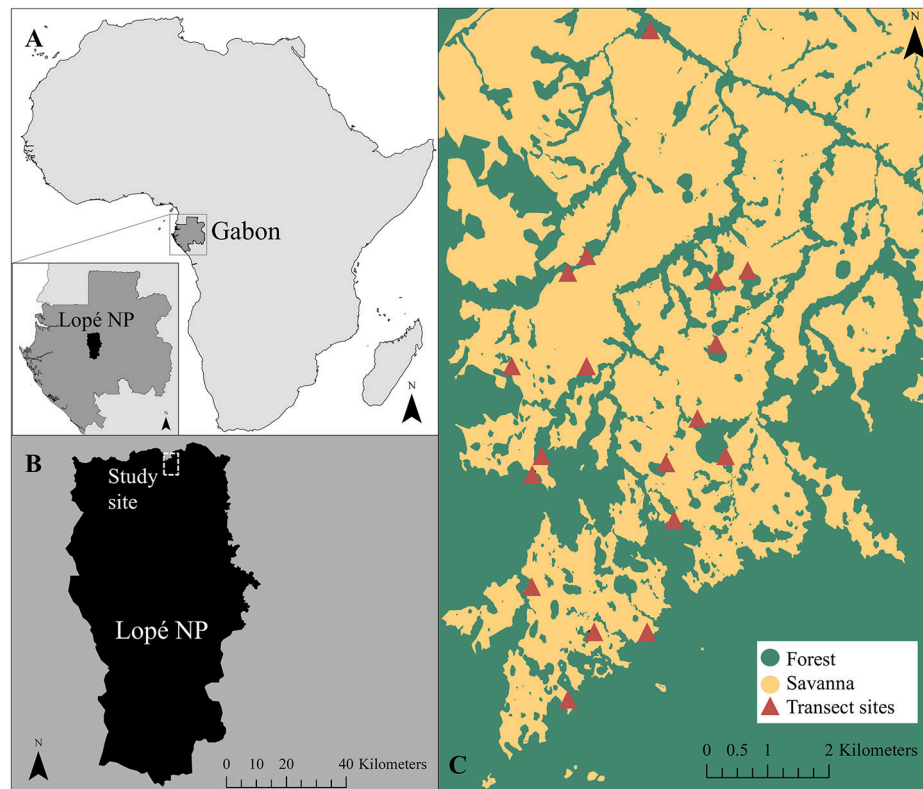 A
Gabon
Lopé NP
N
N
B
Study
site
Lopé NP
N
0 20 40 Kilometers
N
Forest
Savanna
Transect sites
0 0.5 1 2 Kilometers
C